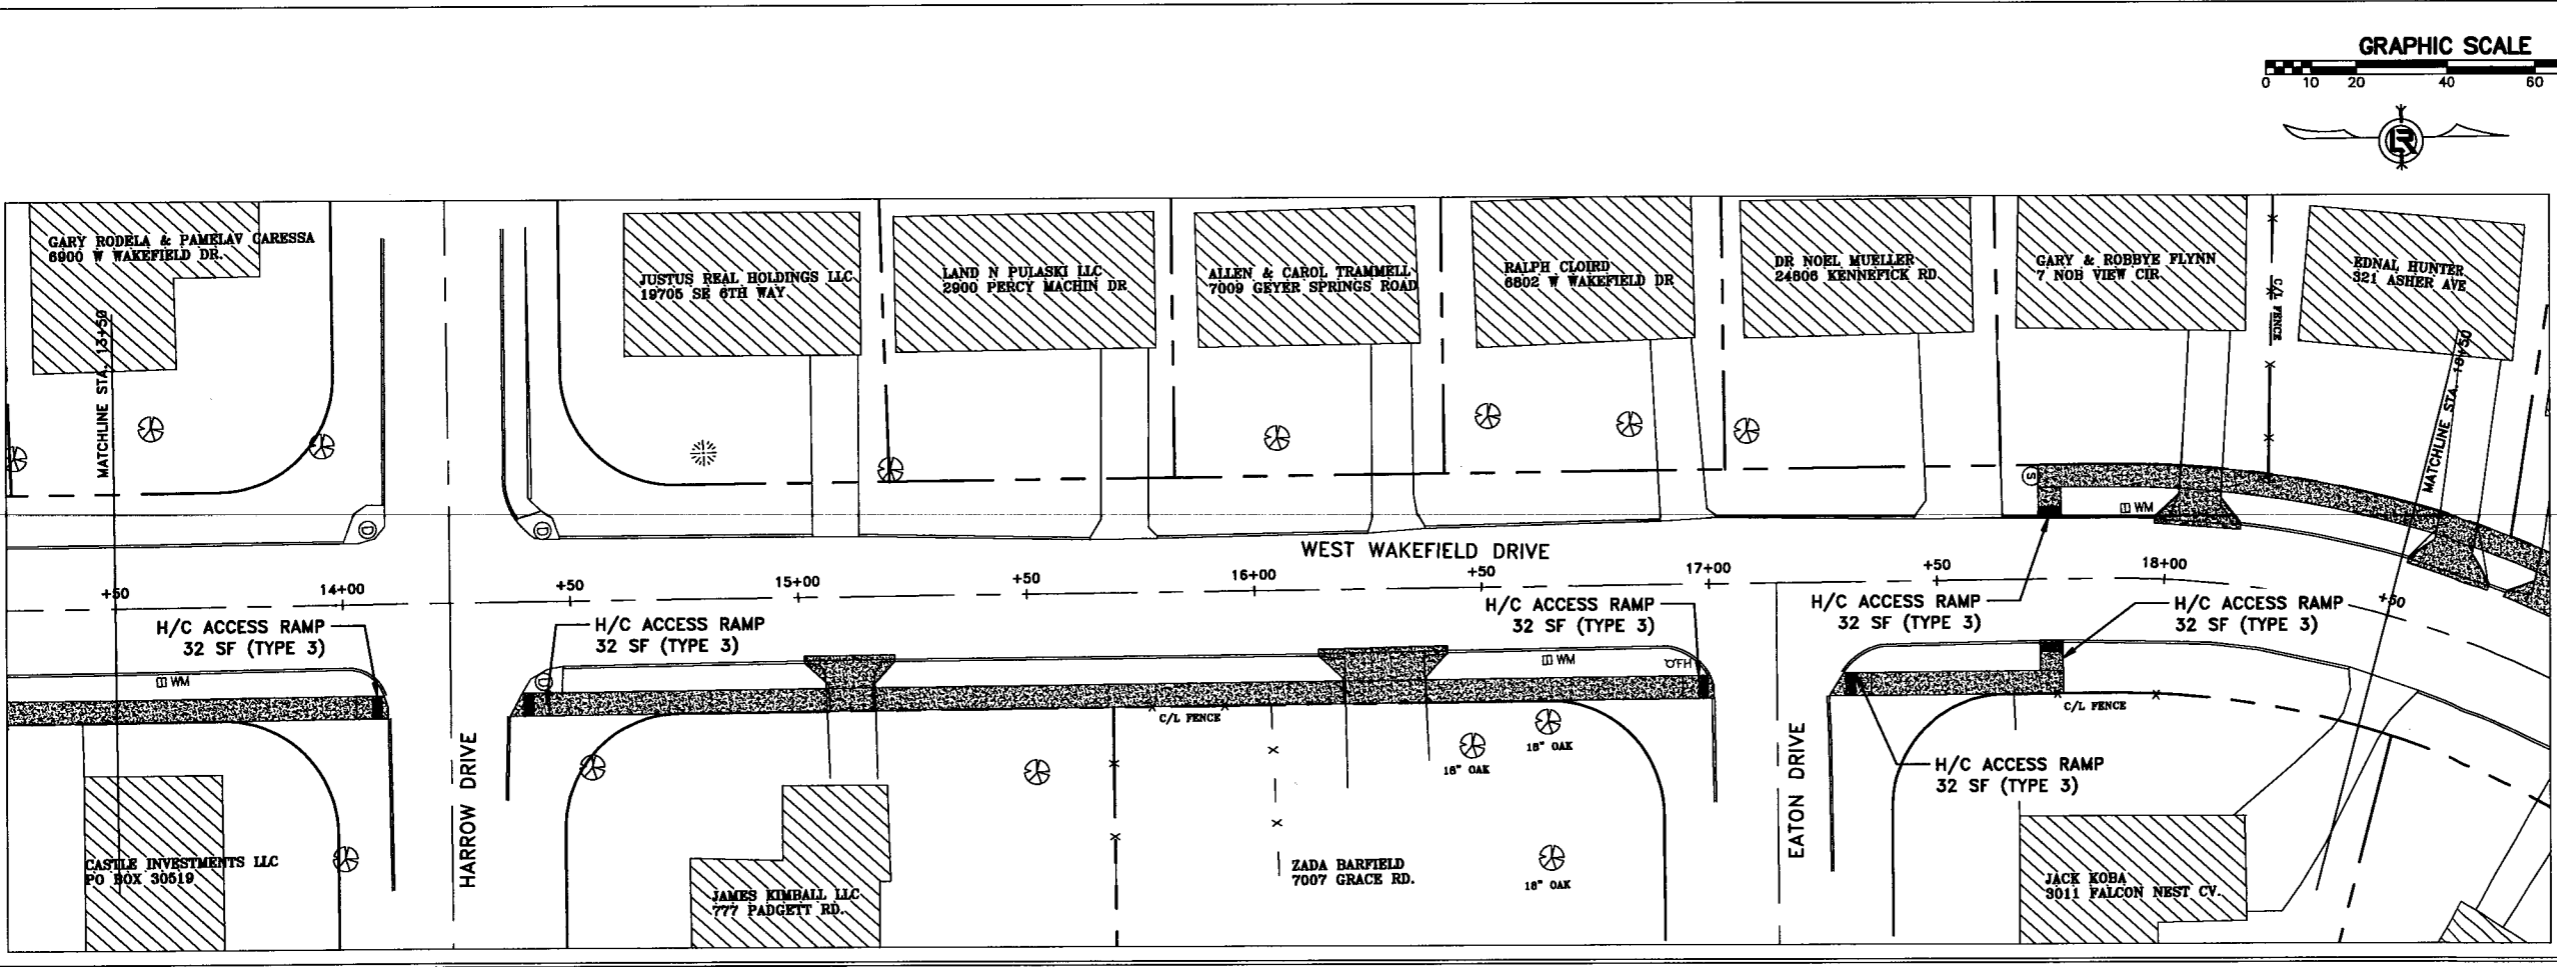 GRAPHIC SCALE
0 10 20 40 60
GARY RODELA & PAMELAV CARESSA
6900 W WAKEFIELD DR.
JUSTUS REAL HOLDINGS LLC
19705 SE 6TH WAY
LAND N PULASKI LLC
2900 PERCY MACHIN DR
ALLEN & CAROL TRAMMELL
7009 GEYER SPRINGS ROAD
RALPH CLOIRD
6802 W WAKEFIELD DR
DR NOEL MUELLER
24806 KENNEFICK RD.
GARY & ROBBYE FLYNN
7 NOB VIEW CIR
C/L FENCE
EDNAL HUNTER
321 ASHER AVE
MATCHLINE STA. 13+50
MATCHLINE STA. 18+50
S
WM
D
D
WEST WAKEFIELD DRIVE
+50
14+00
+50
15+00
+50
16+00
+50
17+00
+50
18+00
+50
H/C ACCESS RAMP
32 SF (TYPE 3)
H/C ACCESS RAMP
32 SF (TYPE 3)
H/C ACCESS RAMP
32 SF (TYPE 3)
H/C ACCESS RAMP
32 SF (TYPE 3)
H/C ACCESS RAMP
32 SF (TYPE 3)
WM
D
WM
FH
C/L FENCE
C/L FENCE
HARROW DRIVE
EATON DRIVE
18" OAK
16" OAK
18" OAK
H/C ACCESS RAMP
32 SF (TYPE 3)
CASTLE INVESTMENTS LLC
PO BOX 30519
JAMES KIMBALL LLC
777 PADGETT RD.
ZADA BARFIELD
7007 GRACE RD.
JACK KOBA
3011 FALCON NEST CV.